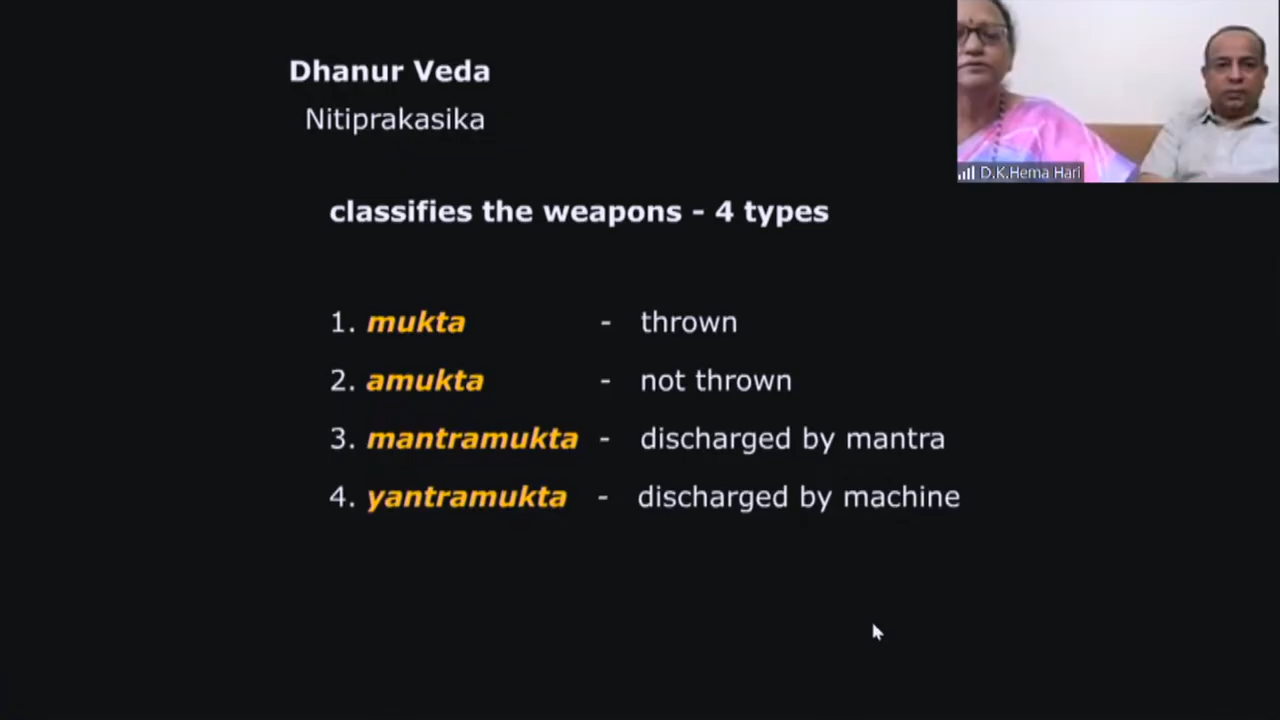 Dhanur Veda
Nitiprakasika
D.K.Hema Hari
classifies the weapons - 4 types
1. mukta - thrown
2. amukta - not thrown
3. mantramukta - discharged by mantra
4. yantramukta - discharged by machine